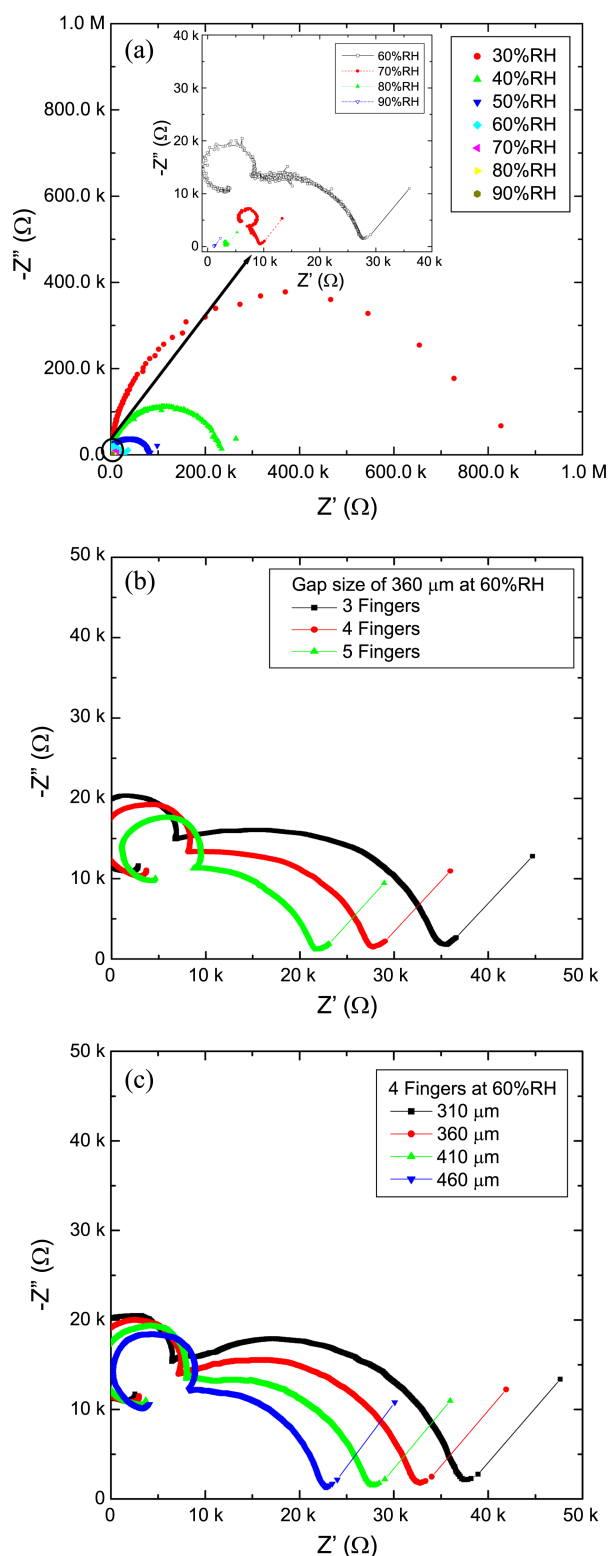 (a)
1.0 M
800.0 k
600.0 k
400.0 k
200.0 k
0.0
-Z" (Ω)
0.0
200.0 k
400.0 k
600.0 k
800.0 k
1.0 M
Z' (Ω)
30%RH
40%RH
50%RH
60%RH
70%RH
80%RH
90%RH
40 k
30 k
20 k
10 k
0
-Z" (Ω)
0
10 k
20 k
30 k
40 k
Z' (Ω)
60%RH
70%RH
80%RH
90%RH
(b)
50 k
40 k
30 k
20 k
10 k
0
-Z" (Ω)
0
10 k
20 k
30 k
40 k
50 k
Z' (Ω)
Gap size of 360 μm at 60%RH
3 Fingers
4 Fingers
5 Fingers
(c)
50 k
40 k
30 k
20 k
10 k
0
-Z" (Ω)
0
10 k
20 k
30 k
40 k
50 k
Z' (Ω)
4 Fingers at 60%RH
310 μm
360 μm
410 μm
460 μm